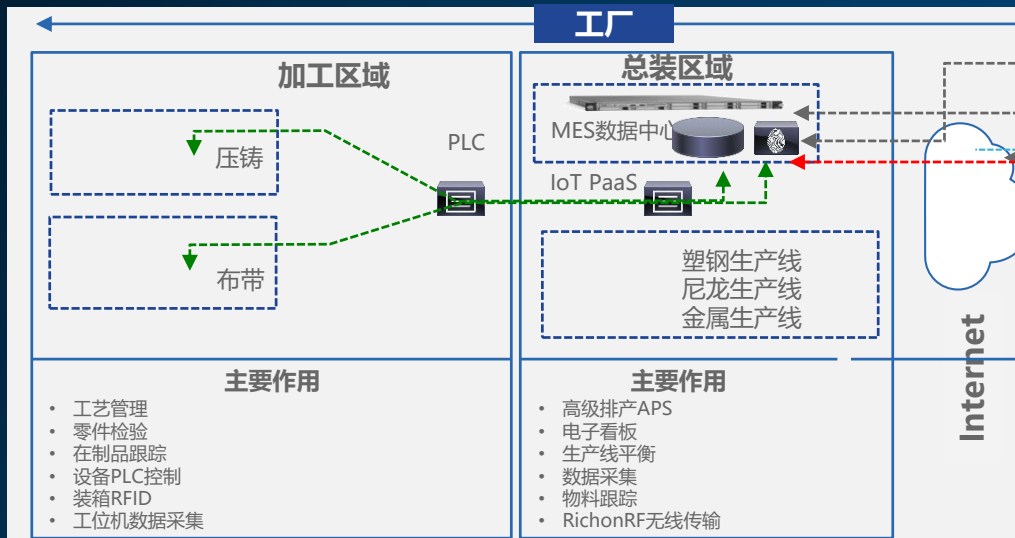 工厂
加工区域
压铸
布带
PLC
总装区域
MES数据中心
IoT PaaS
塑钢生产线
尼龙生产线
金属生产线
Internet
主要作用
• 工艺管理
• 零件检验
• 在制品跟踪
• 设备PLC控制
• 装箱RFID
• 工位机数据采集
主要作用
• 高级排产APS
• 电子看板
• 生产线平衡
• 数据采集
• 物料跟踪
• RichonRF无线传输